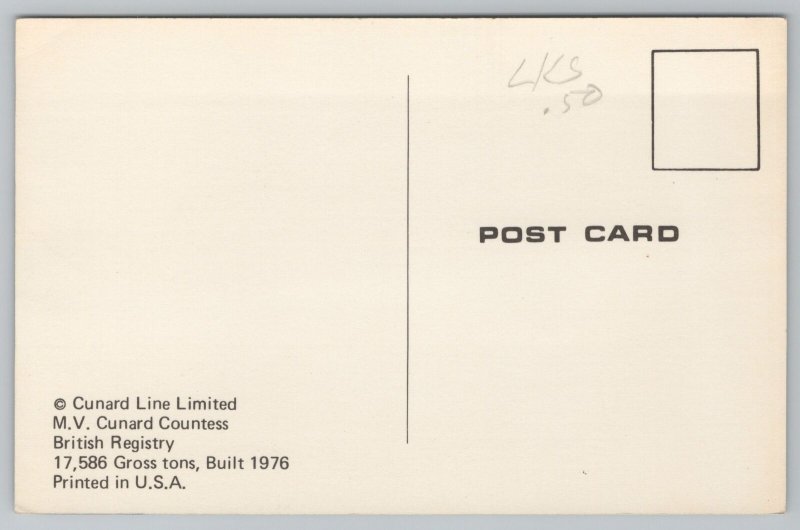 LKS
.50
POST CARD
© Cunard Line Limited
M.V. Cunard Countess
British Registry
17,586 Gross tons, Built 1976
Printed in U.S.A.